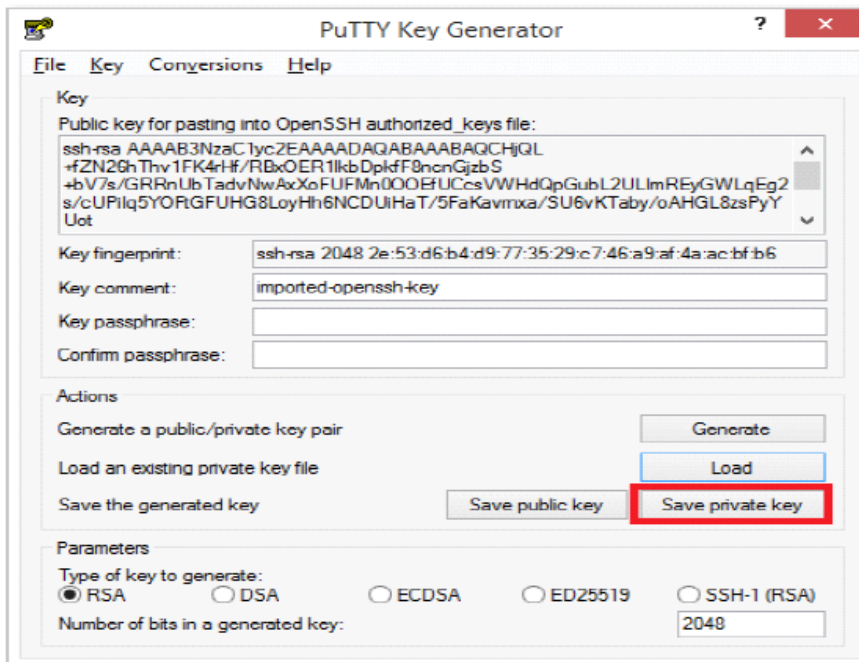 PuTTY Key Generator
?
×
File Key Conversions Help
Key
Public key for pasting into OpenSSH authorized_keys file:
ssh-rsa AAAAB3NzaC1yc2EAAAADAQABAAABAQCHjQL
+fZN26hThv1FK4rHf/RBxOER1lkbDpkfF8ncnGjzbS
+bV7s/GRRnUbTadvNwAxXoFUFMn0OOEfUCcsVWHdQpGubL2ULlmREyGWLqEg2
s/cUPilq5YOFtGFUHG8LoyHh6NCDUiHaT/5FaKavmxa/SU6vKTaby/oAHGL8zsPyY
Uot
Key fingerprint: ssh-rsa 2048 2e:53:d6:b4:d9:77:35:29:c7:46:a9:af:4a:ac:bf:b6
Key comment: imported-openssh-key
Key passphrase:
Confirm passphrase:
Actions
Generate a public/private key pair Generate
Load an existing private key file Load
Save the generated key Save public key Save private key
Parameters
Type of key to generate:
RSA DSA ECDSA ED25519 SSH-1 (RSA)
Number of bits in a generated key: 2048